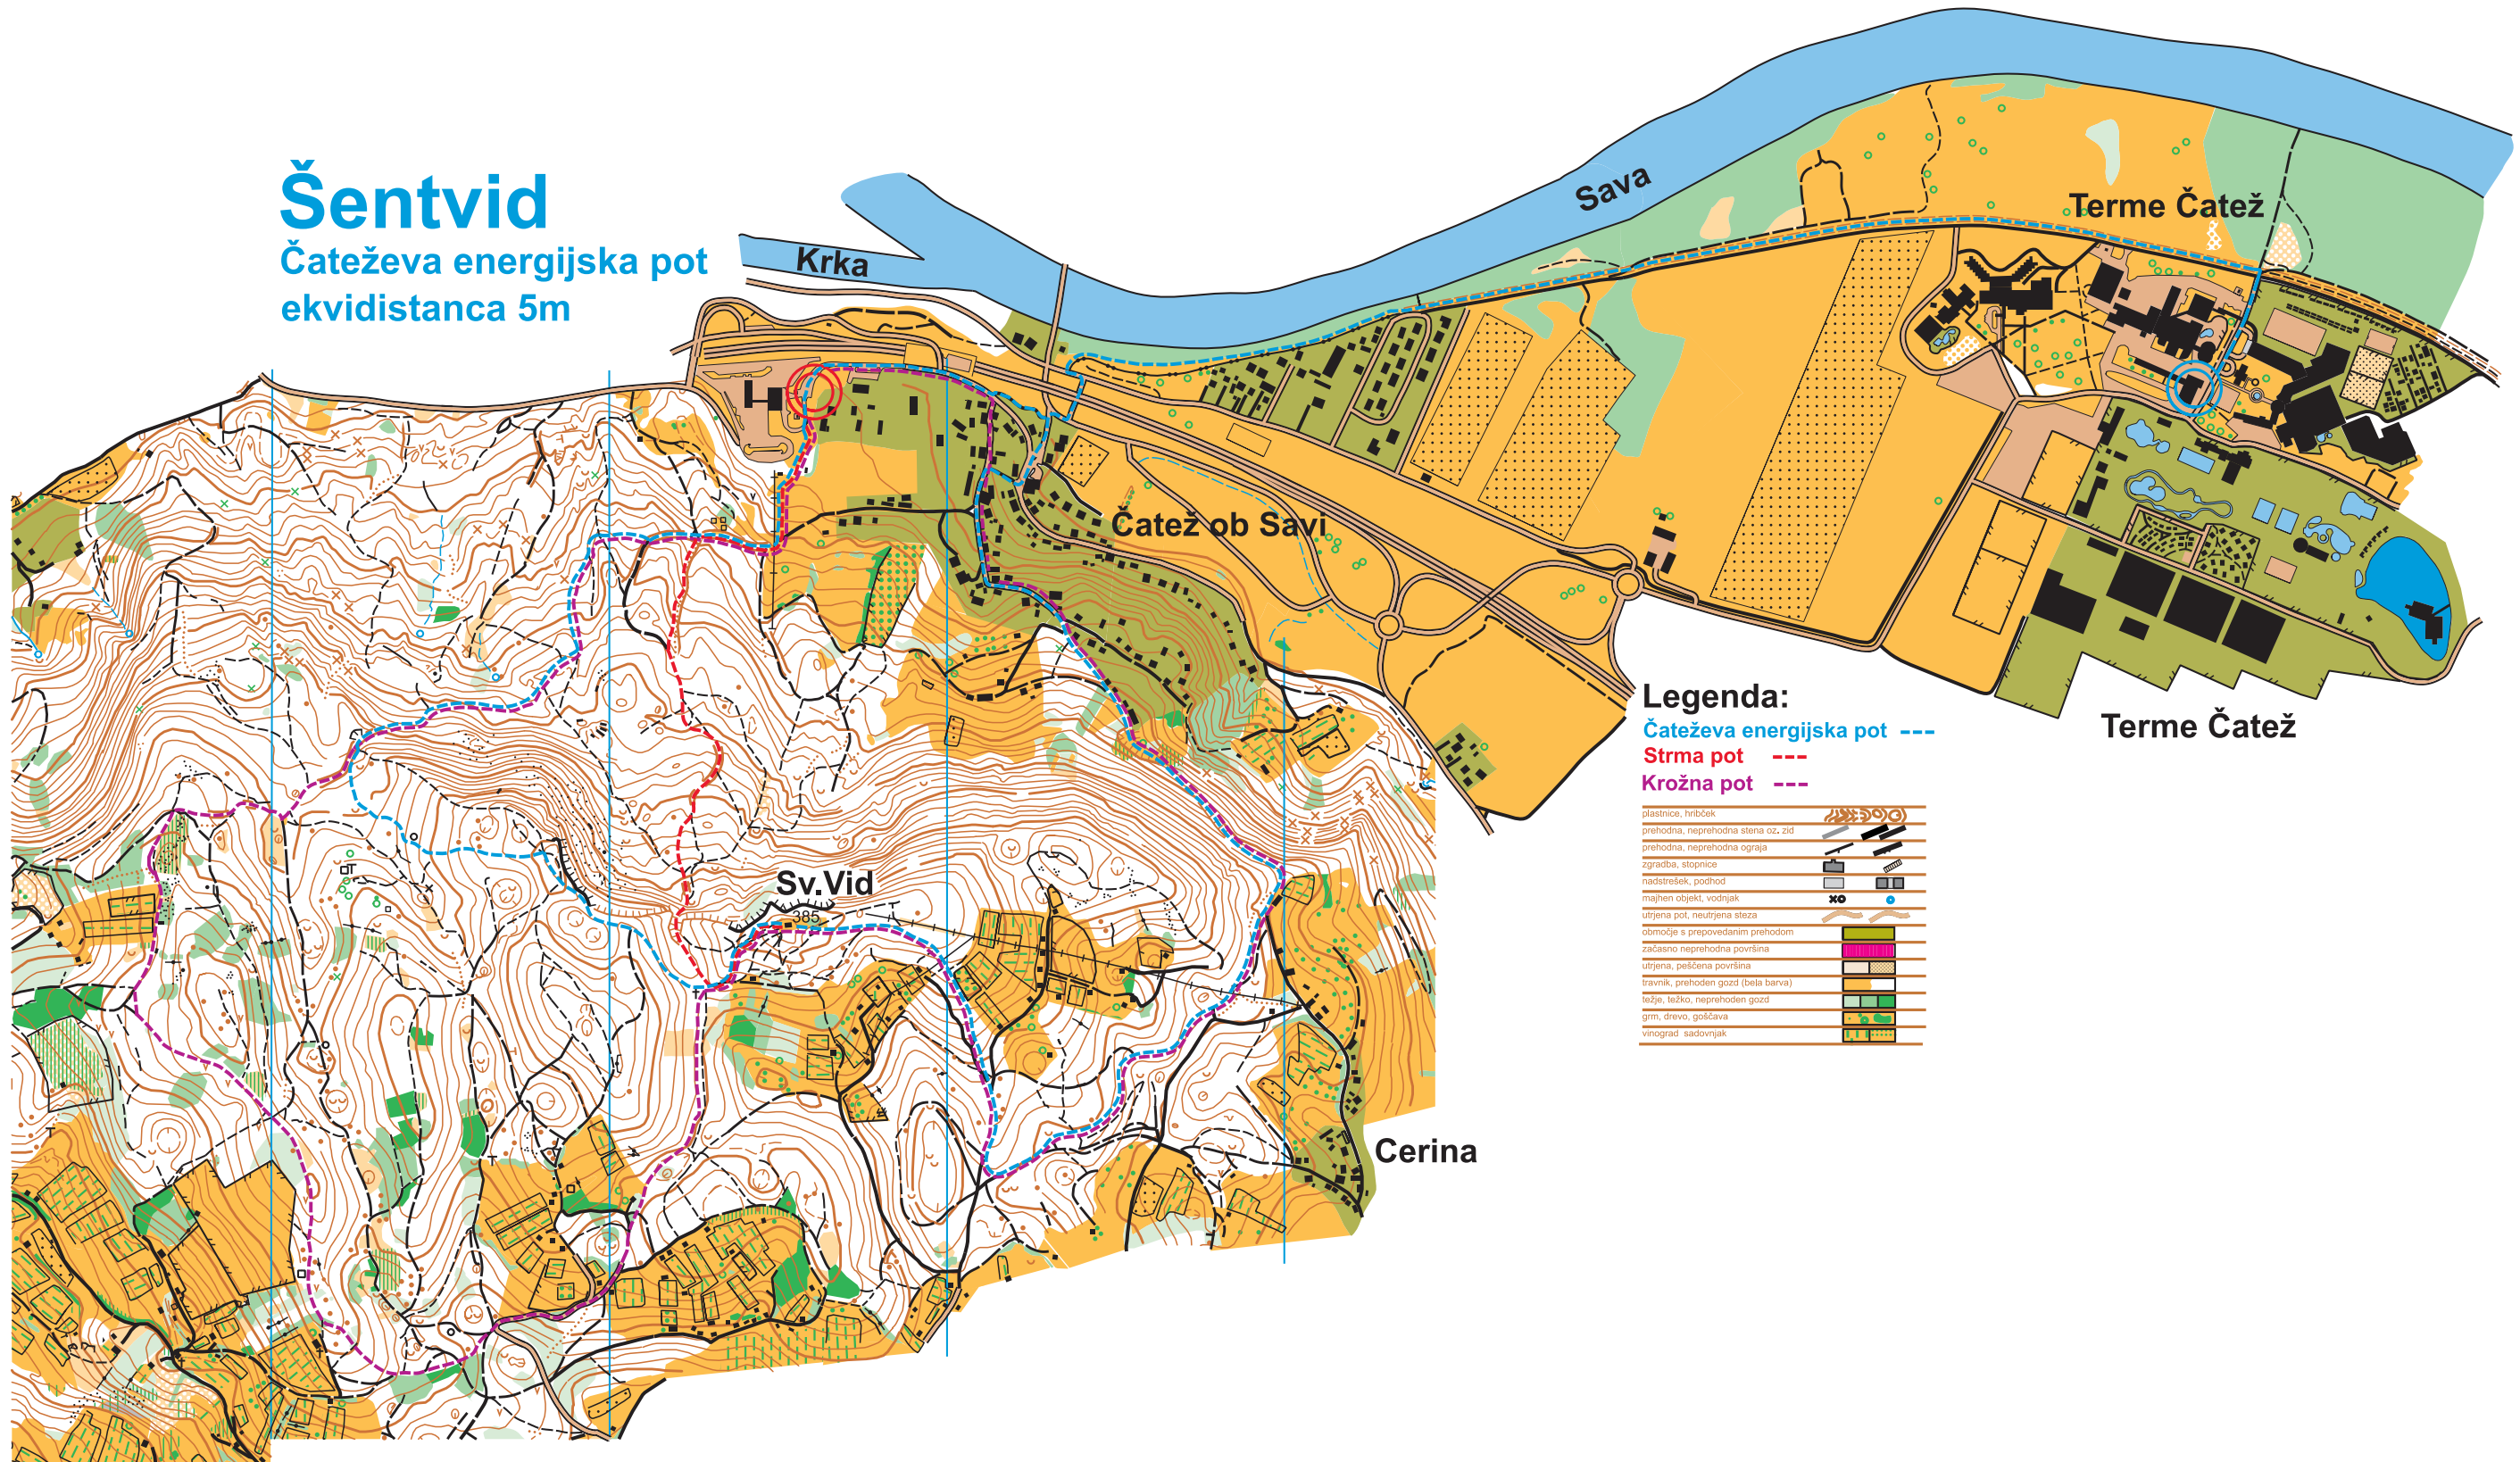 Šentvid
Čateževa energijska pot
ekvidistanca 5m
Krka
Sava
Terme Čatež
Čatež ob Savi
Sv.Vid
385
Cerina
Terme Čatež
Legenda:
Čateževa energijska pot
Strma pot
Krožna pot
plastnice, hribček
prehodna, neprehodna stena oz. zid
prehodna, neprehodna ograja
zgradba, stopnice
nadstrešek, podhod
majhen objekt, vodnjak
utrjena pot, neutrjena steza
območje s prepovedanim prehodom
začasno neprehodna površina
utrjena, peščena površina
travnik, prehoden gozd (bela barva)
težje, težko, neprehoden gozd
grm, drevo, goščava
vinograd sadovnjak